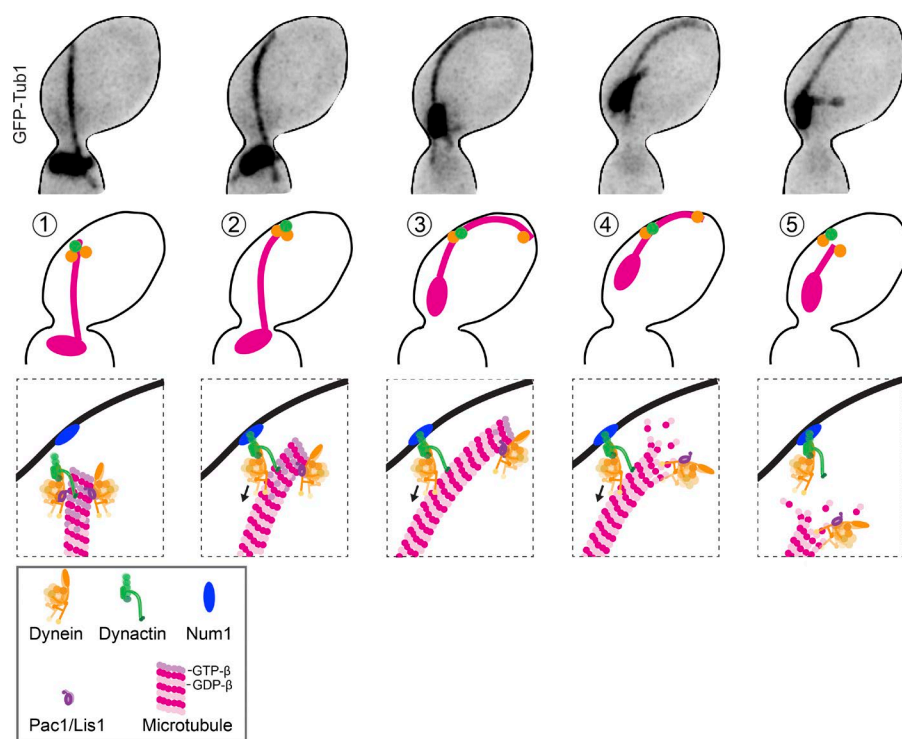 GFP-Tub1
① ② ③ ④ ⑤
Dynein Dynactin Num1
-GTP-β
-GDP-β
Pac1/Lis1 Microtubule